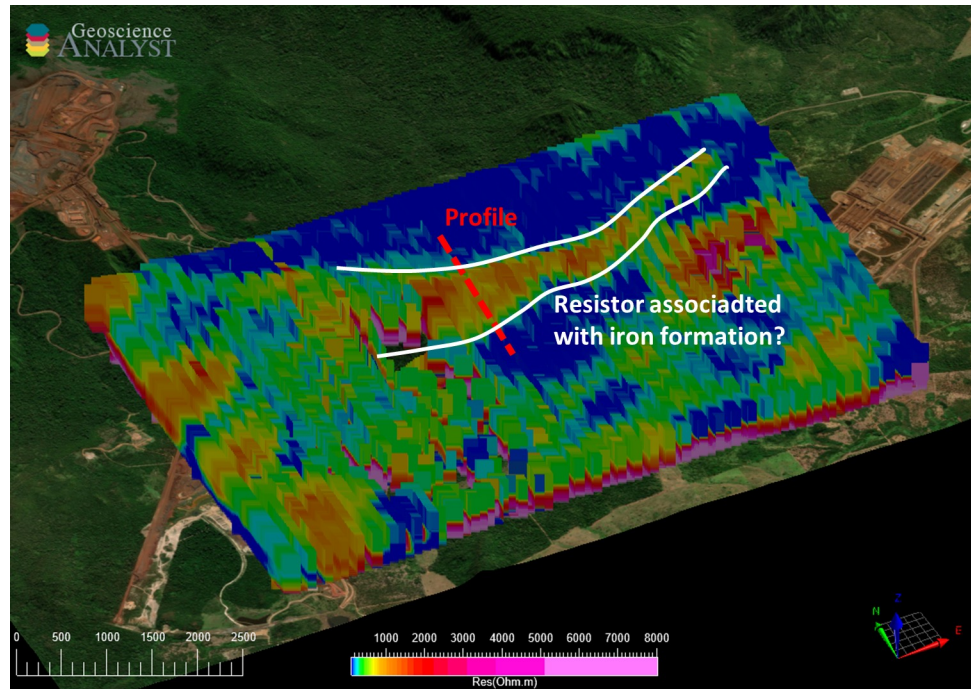 Geoscience
ANALYST
Profile
Resistor associadted
with iron formation?
0 500 1000 1500 2000 2500
1000 2000 3000 4000 5000 6000 7000 8000
Res(Ohm.m)
N
Z
E